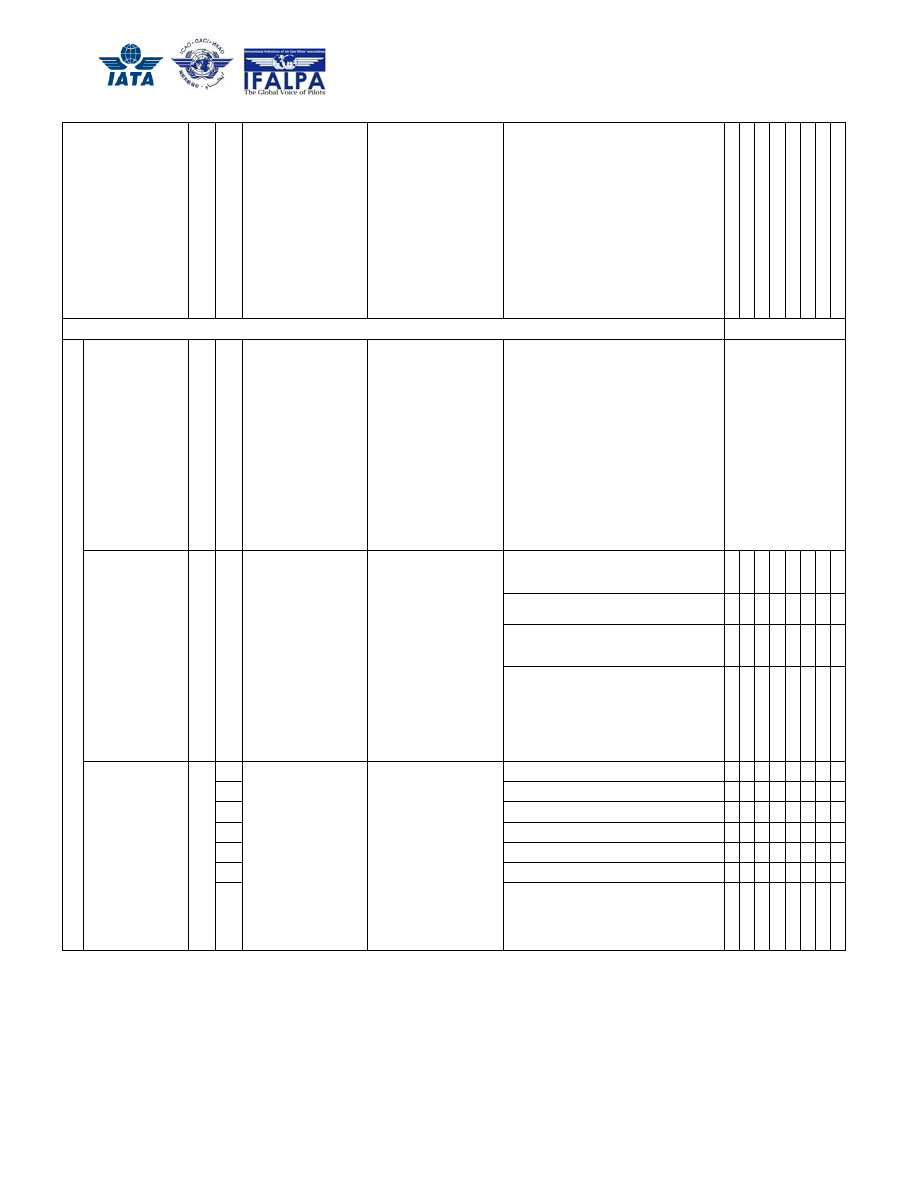 IATA
ICAO · OACI · ИКАО
International Federation of Air Line Pilots' Associations
IFALPA
The Global Voice of Pilots